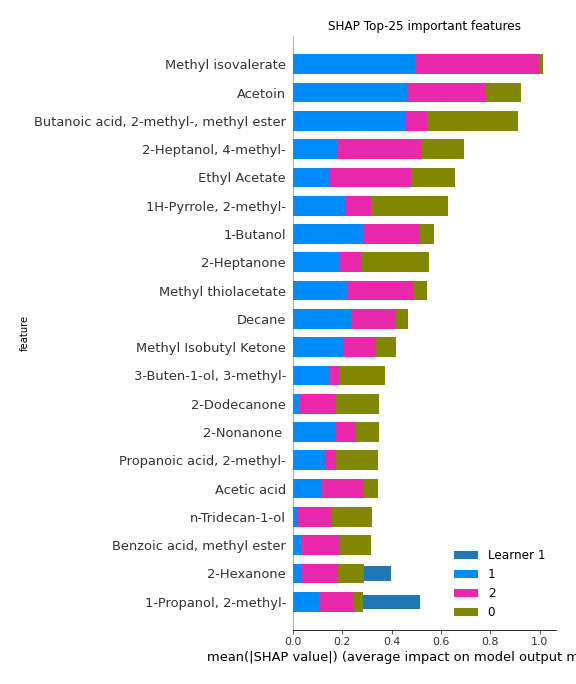 SHAP Top-25 important features
Methyl isovalerate
Acetoin
Butanoic acid, 2-methyl-, methyl ester
2-Heptanol, 4-methyl-
Ethyl Acetate
1H-Pyrrole, 2-methyl-
1-Butanol
2-Heptanone
Methyl thiolacetate
Decane
Methyl Isobutyl Ketone
3-Buten-1-ol, 3-methyl-
2-Dodecanone
2-Nonanone
Propanoic acid, 2-methyl-
Acetic acid
n-Tridecan-1-ol
Benzoic acid, methyl ester
2-Hexanone
1-Propanol, 2-methyl-
feature
Learner 1
1
2
0
0.0 0.2 0.4 0.6 0.8 1.0
mean(|SHAP value|) (average impact on model output m